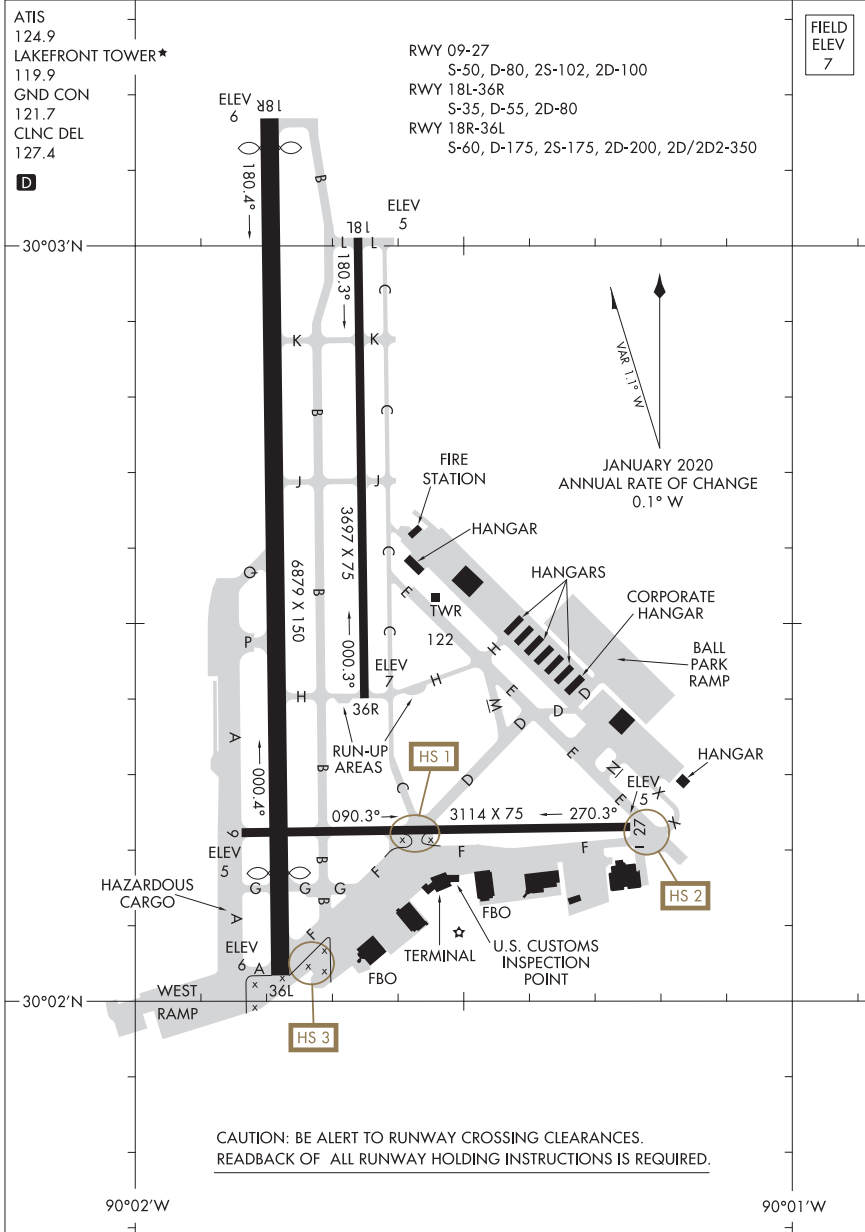 ATIS
124.9
LAKEFRONT TOWER★
119.9
GND CON
121.7
CLNC DEL
127.4
D
RWY 09-27
S-50, D-80, 2S-102, 2D-100
RWY 18L-36R
S-35, D-55, 2D-80
RWY 18R-36L
S-60, D-175, 2S-175, 2D-200, 2D/2D2-350
FIELD
ELEV
7
ELEV
6
18R
B
180.4°
ELEV
5
18L
L
L
180.3°
30°03'N
C
K
K
B
C
VAR 1.1° W
JANUARY 2020
ANNUAL RATE OF CHANGE
0.1° W
J
J
3697 X 75
FIRE
STATION
HANGAR
C
E
HANGARS
CORPORATE
HANGAR
BALL
PARK
RAMP
TWR
122
Q
6879 X 150
B
000.3°
C
P
H
ELEV
7
36R
H
H
E
M
D
D
D
E
N
E
X
X
HANGAR
RUN-UP
AREAS
A
000.4°
B
C
D
HS 1
ELEV
5
9
090.3°
3114 X 75
270.3°
27
I
HS 2
ELEV
5
B
F
F
F
G
G
G
B
HAZARDOUS
CARGO
A
F
FBO
TERMINAL
U.S. CUSTOMS
INSPECTION
POINT
FBO
ELEV
6
A
36L
x
x
x
x
x
x
x
x
WEST
RAMP
30°02'N
HS 3
CAUTION: BE ALERT TO RUNWAY CROSSING CLEARANCES.
READBACK OF ALL RUNWAY HOLDING INSTRUCTIONS IS REQUIRED.
90°02'W
90°01'W